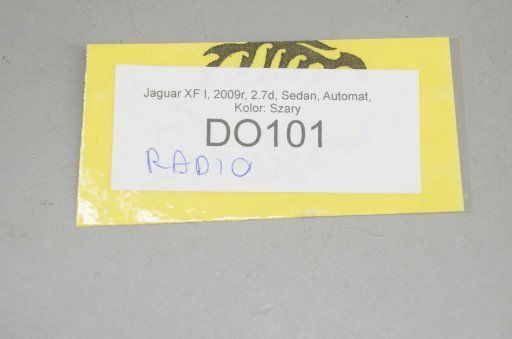 Jaguar XF I, 2009r, 2.7d, Sedan, Automat,
Kolor: Szary
DO101
RADIO